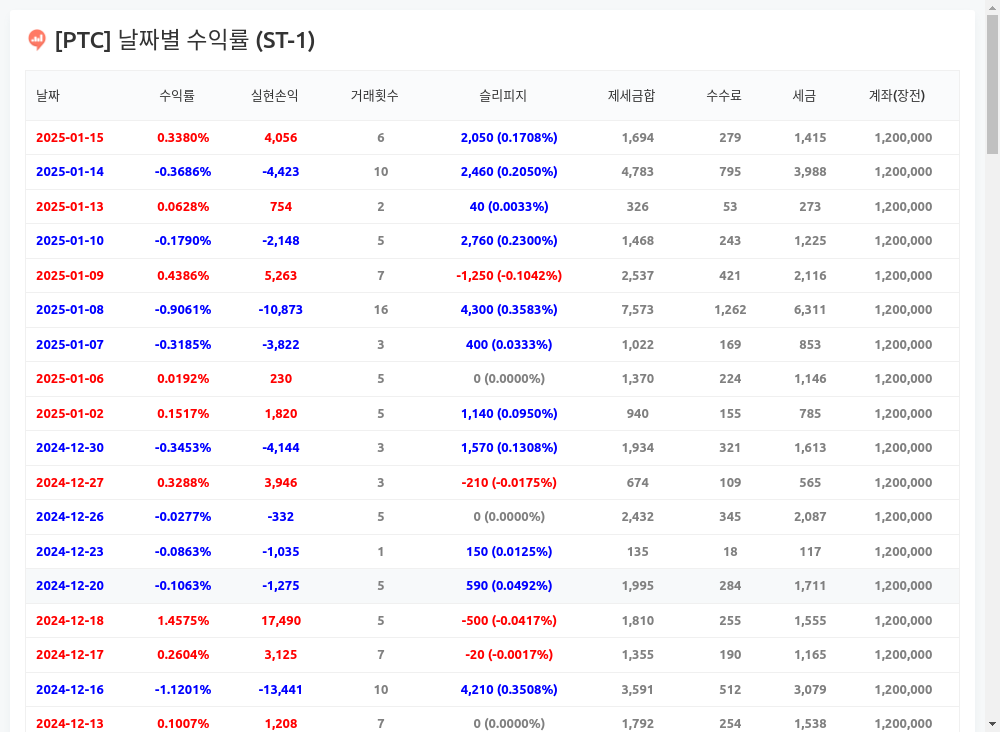 [PTC] 날짜별 수익률 (ST-1)
날짜 수익률 실현손익 거래횟수 슬리피지 제세금합 수수료 세금 계좌(장전)
2025-01-15 0.3380% 4,056 6 2,050 (0.1708%) 1,694 279 1,415 1,200,000
2025-01-14 -0.3686% -4,423 10 2,460 (0.2050%) 4,783 795 3,988 1,200,000
2025-01-13 0.0628% 754 2 40 (0.0033%) 326 53 273 1,200,000
2025-01-10 -0.1790% -2,148 5 2,760 (0.2300%) 1,468 243 1,225 1,200,000
2025-01-09 0.4386% 5,263 7 -1,250 (-0.1042%) 2,537 421 2,116 1,200,000
2025-01-08 -0.9061% -10,873 16 4,300 (0.3583%) 7,573 1,262 6,311 1,200,000
2025-01-07 -0.3185% -3,822 3 400 (0.0333%) 1,022 169 853 1,200,000
2025-01-06 0.0192% 230 5 0 (0.0000%) 1,370 224 1,146 1,200,000
2025-01-02 0.1517% 1,820 5 1,140 (0.0950%) 940 155 785 1,200,000
2024-12-30 -0.3453% -4,144 3 1,570 (0.1308%) 1,934 321 1,613 1,200,000
2024-12-27 0.3288% 3,946 3 -210 (-0.0175%) 674 109 565 1,200,000
2024-12-26 -0.0277% -332 5 0 (0.0000%) 2,432 345 2,087 1,200,000
2024-12-23 -0.0863% -1,035 1 150 (0.0125%) 135 18 117 1,200,000
2024-12-20 -0.1063% -1,275 5 590 (0.0492%) 1,995 284 1,711 1,200,000
2024-12-18 1.4575% 17,490 5 -500 (-0.0417%) 1,810 255 1,555 1,200,000
2024-12-17 0.2604% 3,125 7 -20 (-0.0017%) 1,355 190 1,165 1,200,000
2024-12-16 -1.1201% -13,441 10 4,210 (0.3508%) 3,591 512 3,079 1,200,000
2024-12-13 0.1007% 1,208 7 0 (0.0000%) 1,792 254 1,538 1,200,000